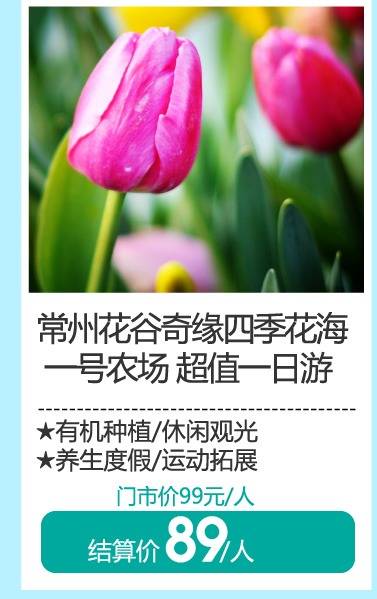 常州花谷奇缘四季花海
一号农场 超值一日游
★有机种植/休闲观光
★养生度假/运动拓展
门市价99元/人
结算价89/人